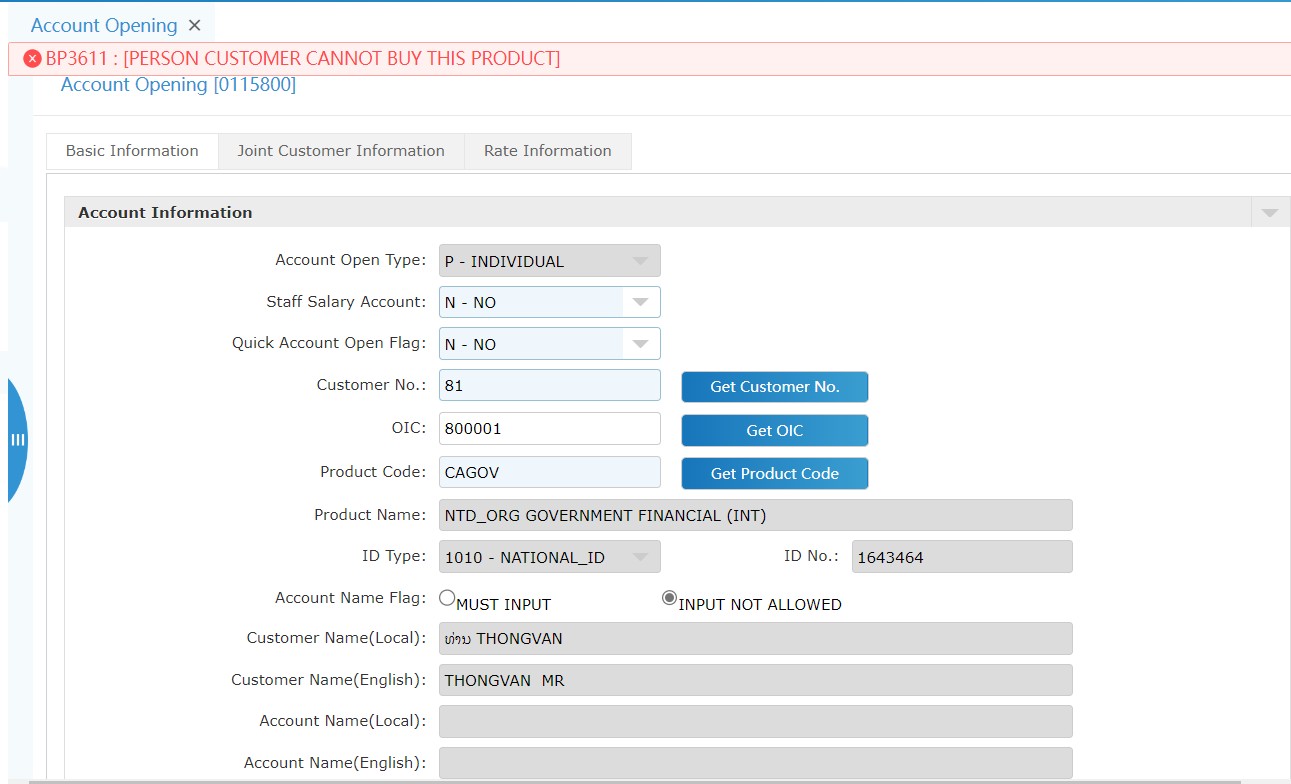 Account Opening ×
BP3611 : [PERSON CUSTOMER CANNOT BUY THIS PRODUCT]
Account Opening [0115800]
Basic Information Joint Customer Information Rate Information
Account Information
Account Open Type: P - INDIVIDUAL
Staff Salary Account: N - NO
Quick Account Open Flag: N - NO
Customer No.: 81 Get Customer No.
OIC: 800001 Get OIC
Product Code: CAGOV Get Product Code
Product Name: NTD_ORG GOVERNMENT FINANCIAL (INT)
ID Type: 1010 - NATIONAL_ID ID No.: 1643464
Account Name Flag: MUST INPUT INPUT NOT ALLOWED
Customer Name(Local): ທ່ານ THONGVAN
Customer Name(English): THONGVAN  MR
Account Name(Local):
Account Name(English):